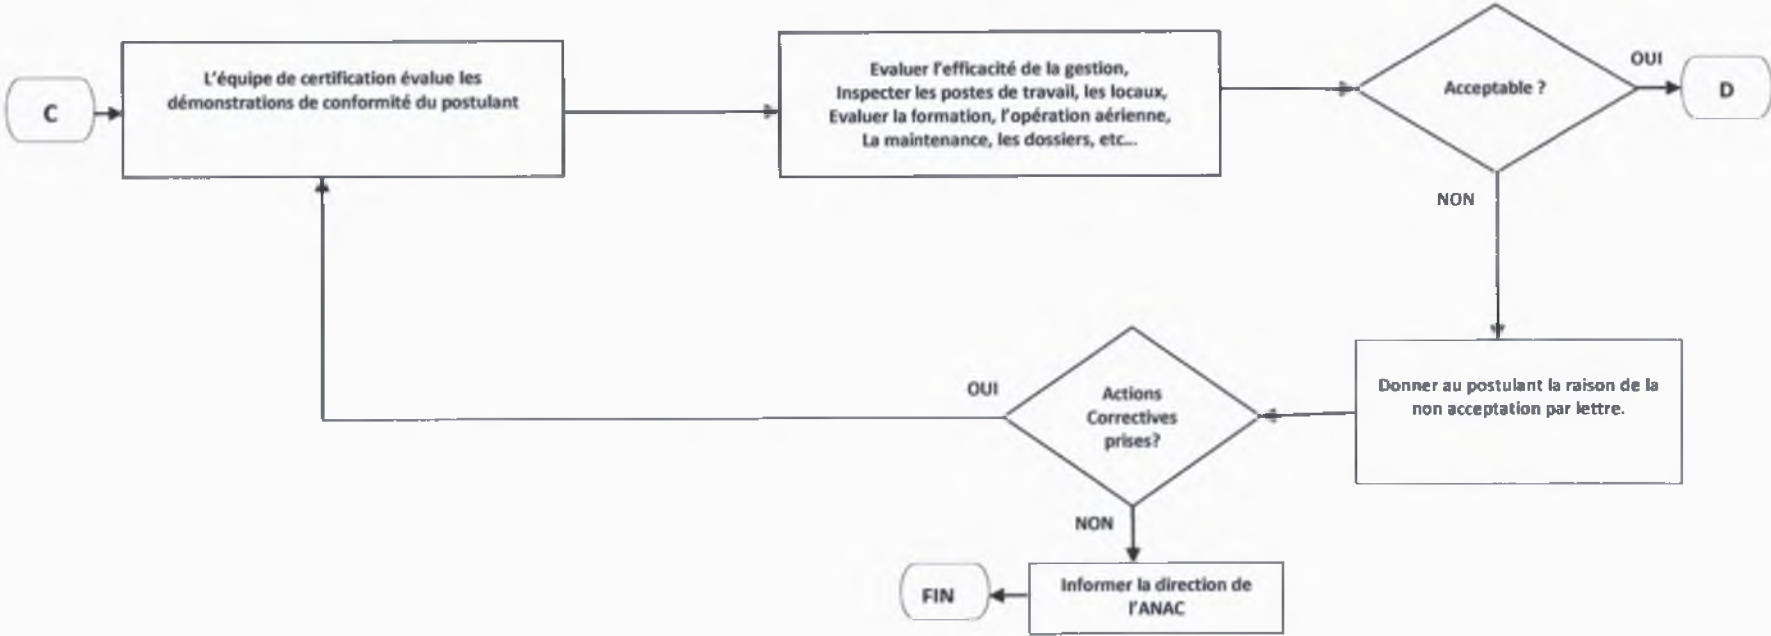 C
L'équipe de certification évalue les
démonstrations de conformité du postulant
Evaluer l'efficacité de la gestion,
Inspecter les postes de travail, les locaux,
Evaluer la formation, l'opération aérienne,
La maintenance, les dossiers, etc...
Acceptable ?
OUI
D
NON
Donner au postulant la raison de la
non acceptation par lettre.
OUI
Actions
Correctives
prises?
NON
Informer la direction de
l'ANAC
FIN